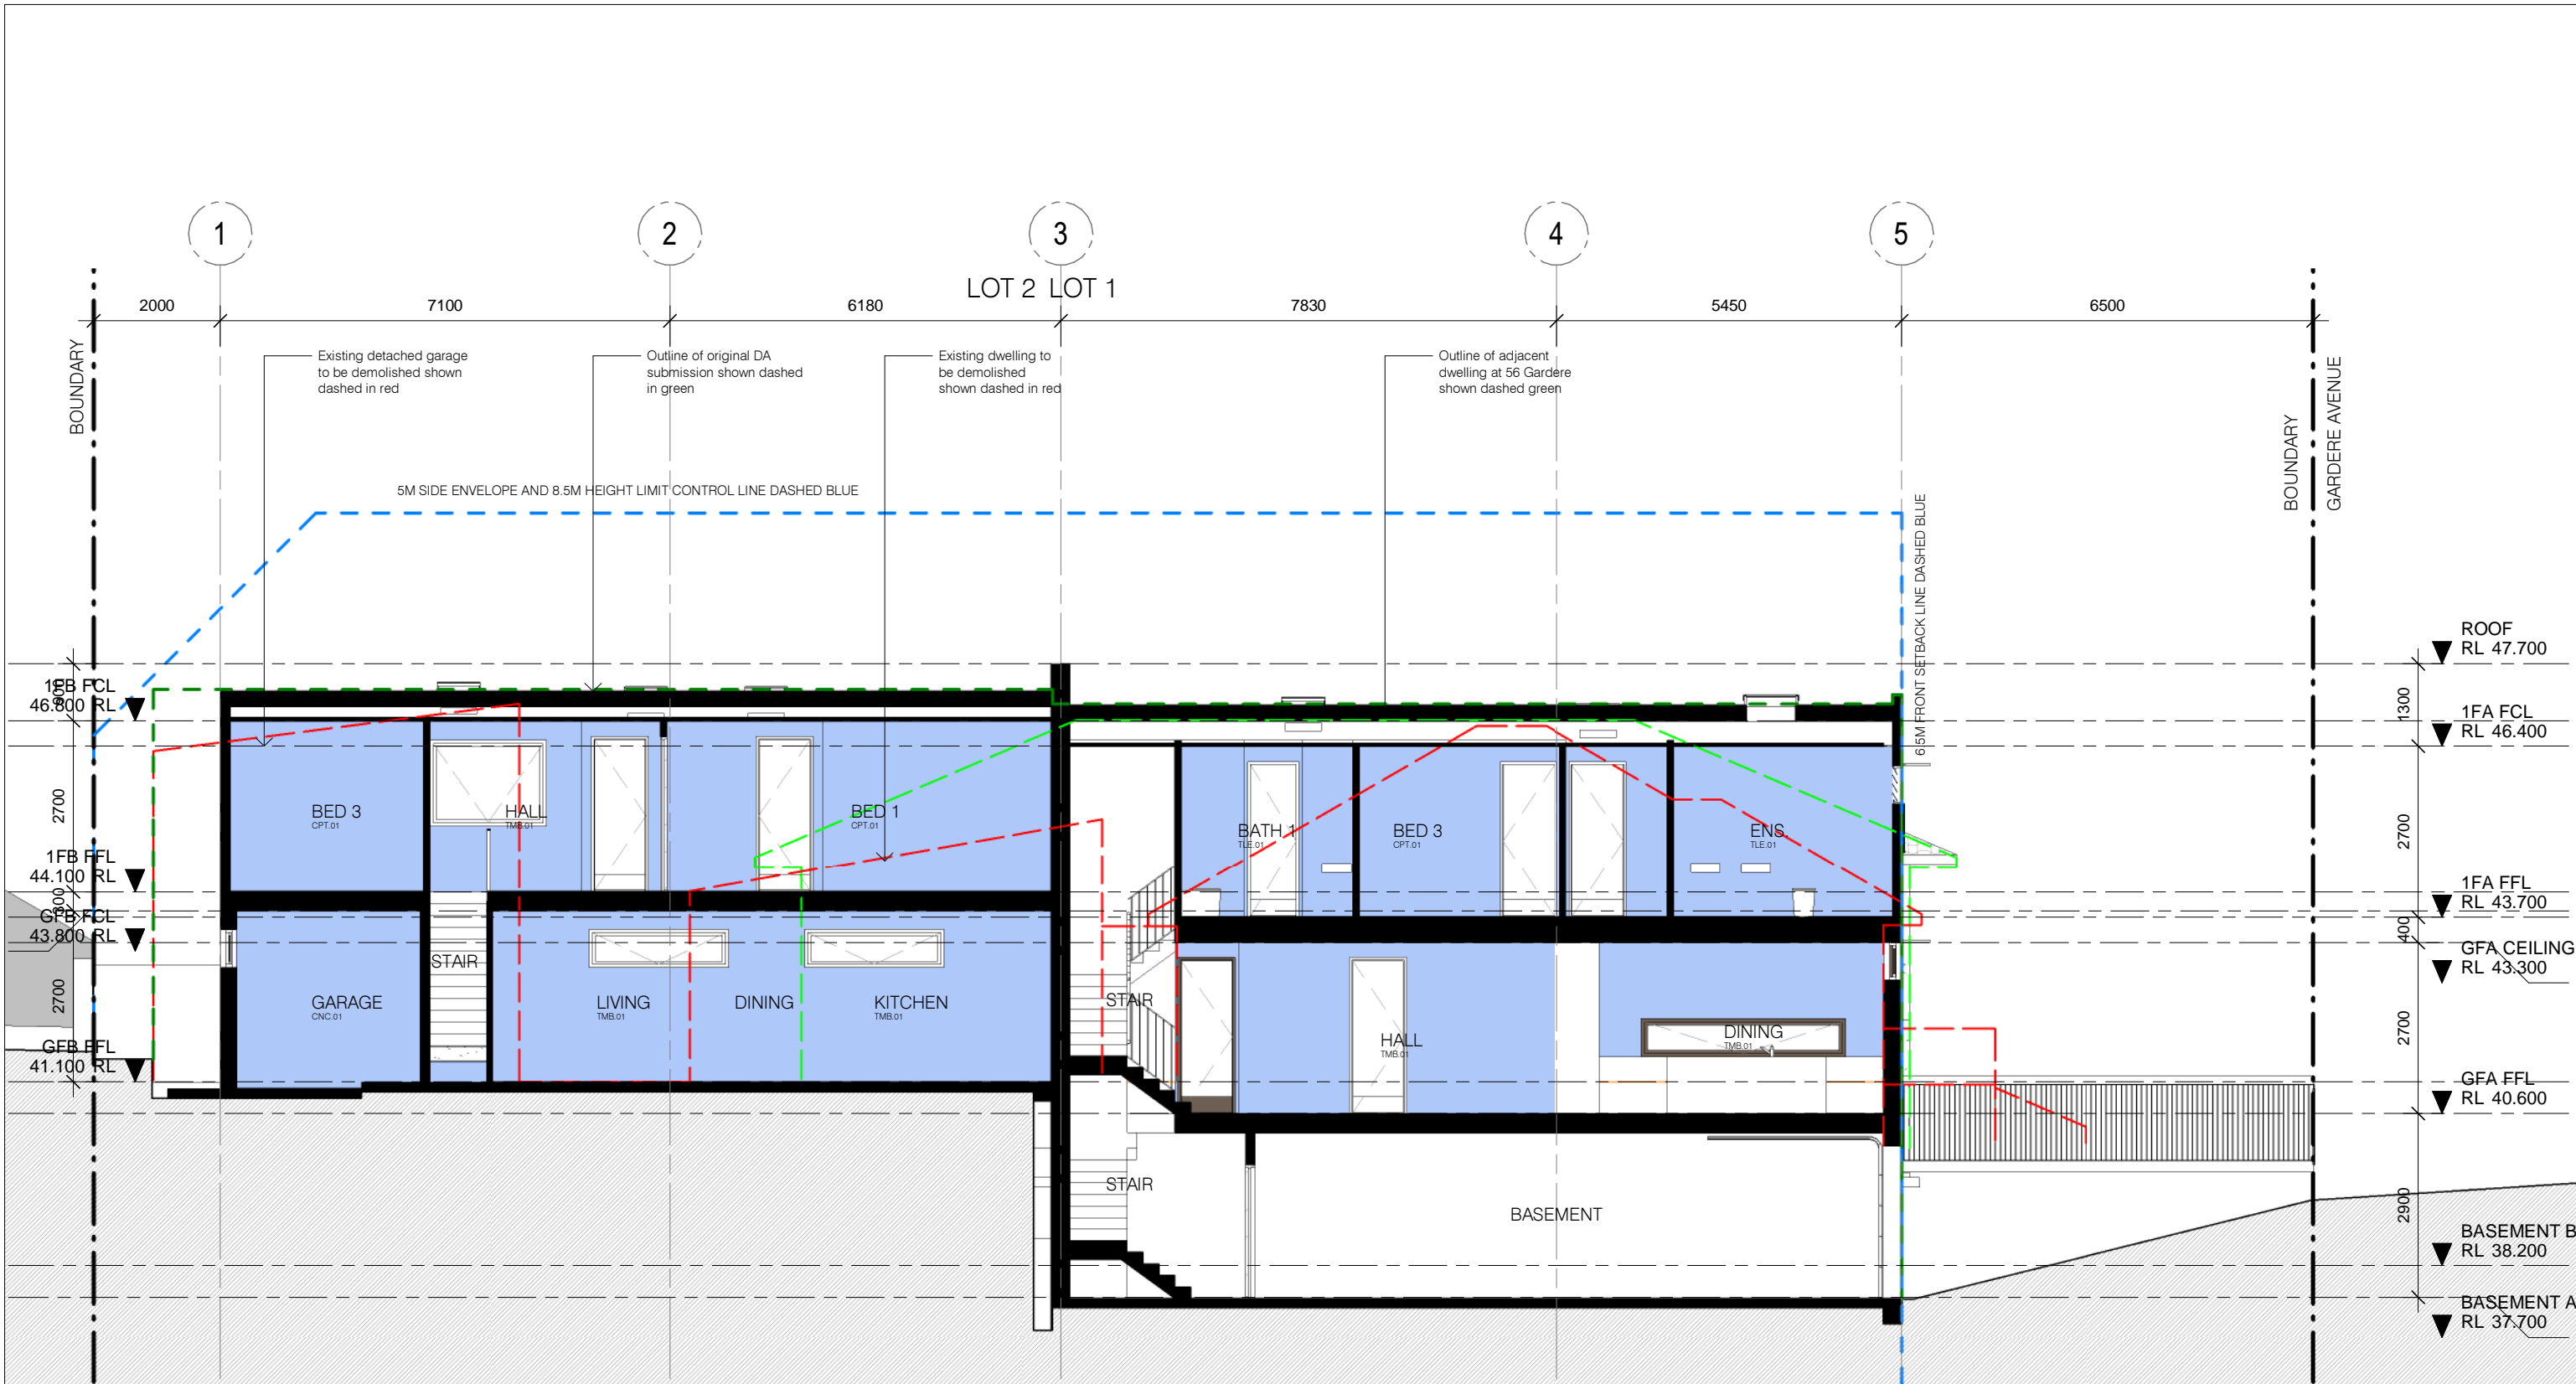 1
2
3
4
5
LOT 2 LOT 1
2000
7100
6180
7830
5450
6500
BOUNDARY
Existing detached garage
to be demolished shown
dashed in red
Outline of original DA
submission shown dashed
in green
Existing dwelling to
be demolished
shown dashed in red
Outline of adjacent
dwelling at 56 Gardere
shown dashed green
BOUNDARY
GARDERE AVENUE
5M SIDE ENVELOPE AND 8.5M HEIGHT LIMIT CONTROL LINE DASHED BLUE
6.5M FRONT SETBACK LINE DASHED BLUE
ROOF
RL 47.700
1FB FCL
46.800 RL
900
1300
1FA FCL
RL 46.400
2700
2700
BED 3
CPT.01
HALL
TMB.01
BED 1
CPT.01
BATH 1
TLE.01
BED 3
CPT.01
ENS.
TLE.01
1FB FFL
44.100 RL
300
1FA FFL
RL 43.700
400
GFB FCL
43.800 RL
GFA CEILING
RL 43.300
STAIR
2700
2700
GARAGE
CNC.01
LIVING
TMB.01
DINING
KITCHEN
TMB.01
STAIR
HALL
TMB.01
DINING
TMB.01
GFB FFL
41.100 RL
GFA FFL
RL 40.600
STAIR
BASEMENT
2900
BASEMENT B
RL 38.200
BASEMENT A
RL 37.700